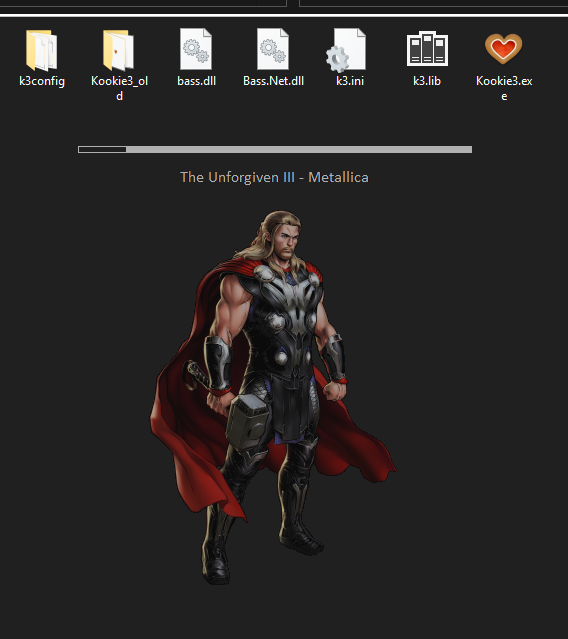 k3config
Kookie3_ol
d
bass.dll
Bass.Net.dll
k3.ini
k3.lib
Kookie3.ex
e
The Unforgiven III - Metallica